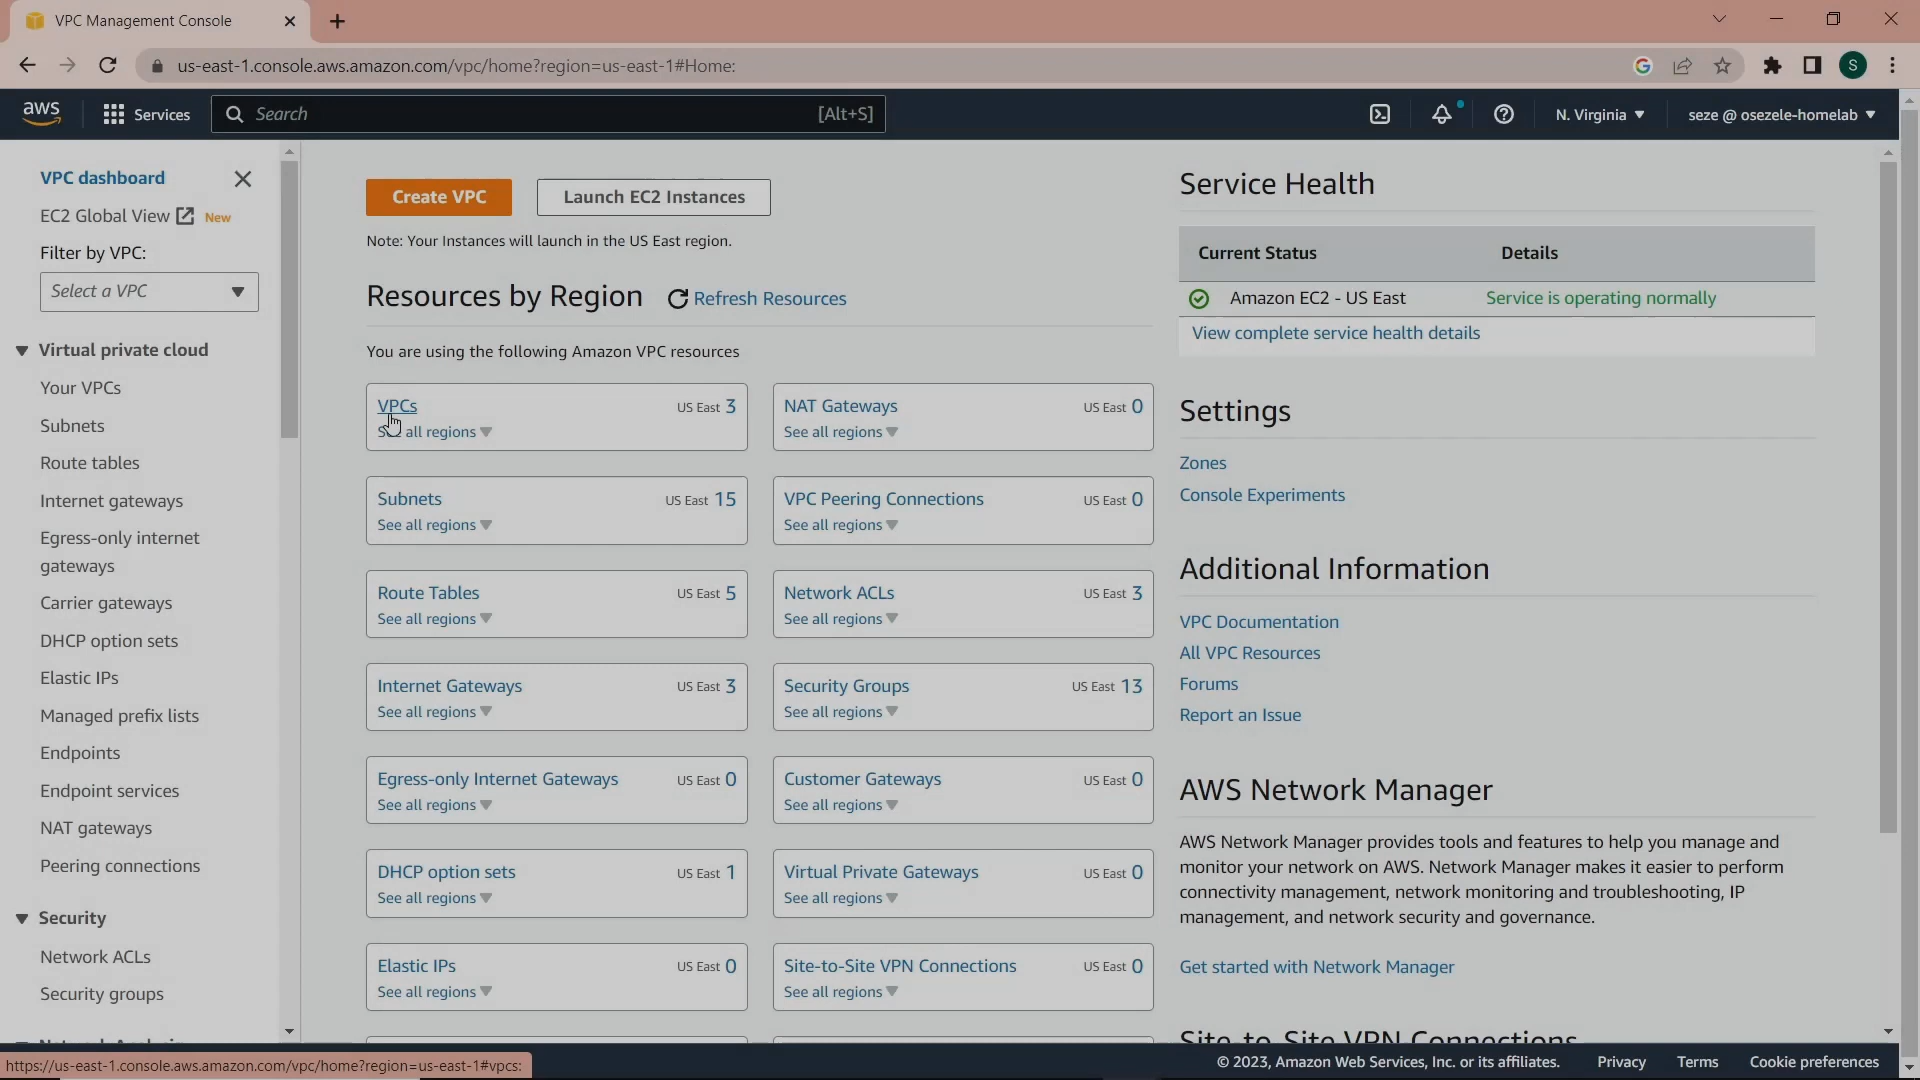 VPC Management Console
us-east-1.console.aws.amazon.com/vpc/home?region=us-east-1#Home:
S
aws
Services
Search
[Alt+S]
N. Virginia
seze @ osezele-homelab
VPC dashboard
EC2 Global View
New
Filter by VPC:
Select a VPC
Virtual private cloud
Your VPCs
Subnets
Route tables
Internet gateways
Egress-only internet
gateways
Carrier gateways
DHCP option sets
Elastic IPs
Managed prefix lists
Endpoints
Endpoint services
NAT gateways
Peering connections
Security
Network ACLs
Security groups
Create VPC
Launch EC2 Instances
Note: Your Instances will launch in the US East region.
Resources by Region
Refresh Resources
You are using the following Amazon VPC resources
VPCs
US East 3
See all regions
NAT Gateways
US East 0
See all regions
Subnets
US East 15
See all regions
VPC Peering Connections
US East 0
See all regions
Route Tables
US East 5
See all regions
Network ACLs
US East 3
See all regions
Internet Gateways
US East 3
See all regions
Security Groups
US East 13
See all regions
Egress-only Internet Gateways
US East 0
See all regions
Customer Gateways
US East 0
See all regions
DHCP option sets
US East 1
See all regions
Virtual Private Gateways
US East 0
See all regions
Elastic IPs
US East 0
See all regions
Site-to-Site VPN Connections
US East 0
See all regions
Service Health
Current Status
Details
Amazon EC2 - US East
Service is operating normally
View complete service health details
Settings
Zones
Console Experiments
Additional Information
VPC Documentation
All VPC Resources
Forums
Report an Issue
AWS Network Manager
AWS Network Manager provides tools and features to help you manage and
monitor your network on AWS. Network Manager makes it easier to perform
connectivity management, network monitoring and troubleshooting, IP
management, and network security and governance.
Get started with Network Manager
Site-to-Site VPN Connections
https://us-east-1.console.aws.amazon.com/vpc/home?region=us-east-1#vpcs:
© 2023, Amazon Web Services, Inc. or its affiliates.
Privacy
Terms
Cookie preferences